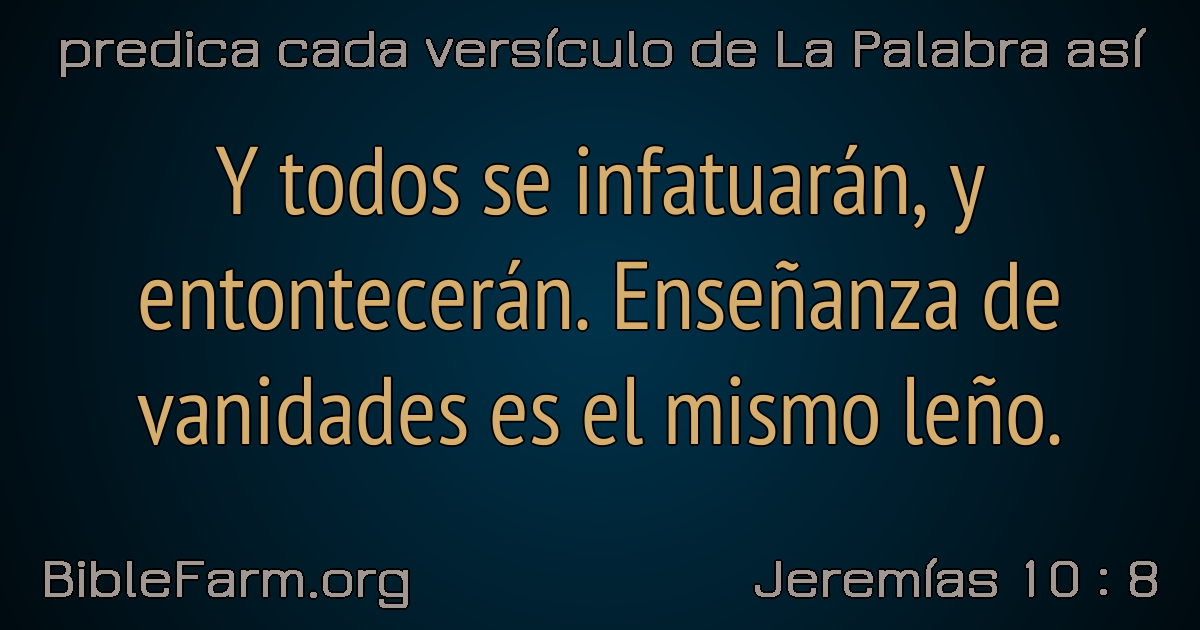 predica cada versículo de La Palabra así
Y todos se infatuarán, y
entontecerán. Enseñanza de
vanidades es el mismo leño.
BibleFarm.org
Jeremías 10 : 8